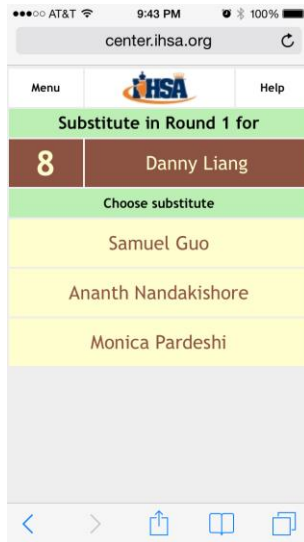 AT&T 9:43 PM 100%
center.ihsa.org
Menu IHSA Help
Substitute in Round 1 for
8 Danny Liang
Choose substitute
Samuel Guo
Ananth Nandakishore
Monica Pardeshi